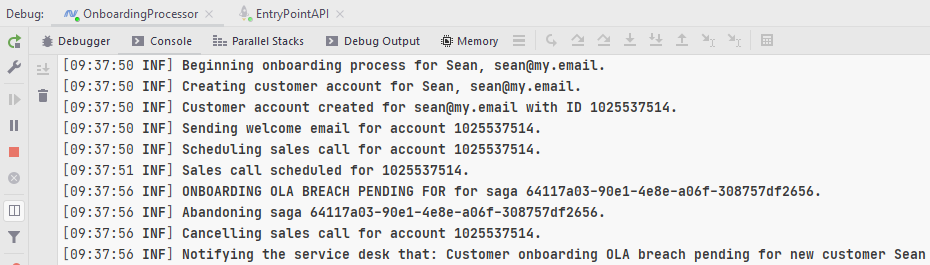 Debug: OnboardingProcessor EntryPointAPI
Debugger Console Parallel Stacks Debug Output Memory
[09:37:50 INF] Beginning onboarding process for Sean, sean@my.email.
[09:37:50 INF] Creating customer account for Sean, sean@my.email.
[09:37:50 INF] Customer account created for sean@my.email with ID 1025537514.
[09:37:50 INF] Sending welcome email for account 1025537514.
[09:37:50 INF] Scheduling sales call for account 1025537514.
[09:37:51 INF] Sales call scheduled for 1025537514.
[09:37:56 INF] ONBOARDING OLA BREACH PENDING FOR for saga 64117a03-90e1-4e8e-a06f-308757df2656.
[09:37:56 INF] Abandoning saga 64117a03-90e1-4e8e-a06f-308757df2656.
[09:37:56 INF] Cancelling sales call for account 1025537514.
[09:37:56 INF] Notifying the service desk that: Customer onboarding OLA breach pending for new customer Sean